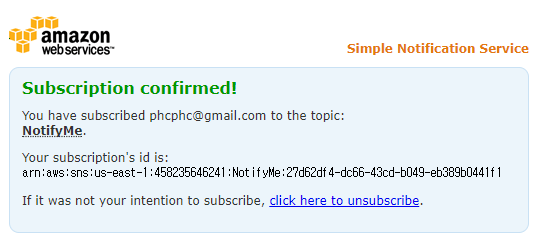 amazon
webservices™
Simple Notification Service
Subscription confirmed!
You have subscribed phcphc@gmail.com to the topic:
NotifyMe.
Your subscription's id is:
arn:aws:sns:us-east-1:458235646241:NotifyMe:27d62df4-dc66-43cd-b049-eb389b0441f1
If it was not your intention to subscribe, click here to unsubscribe.